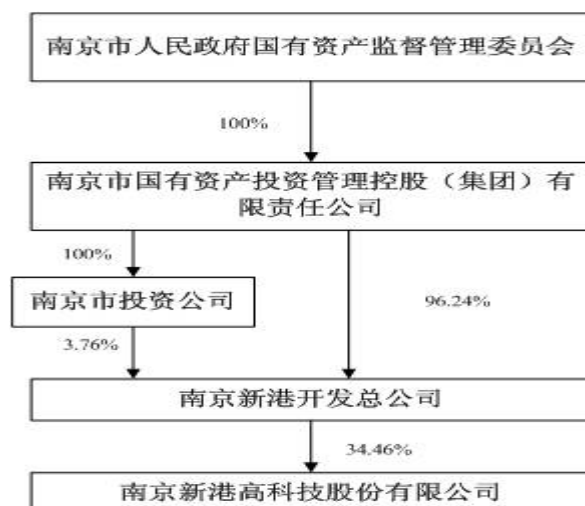 南京市人民政府国有资产监督管理委员会
100%
南京市国有资产投资管理控股（集团）有
限责任公司
100%
南京市投资公司
96.24%
3.76%
南京新港开发总公司
34.46%
南京新港高科技股份有限公司